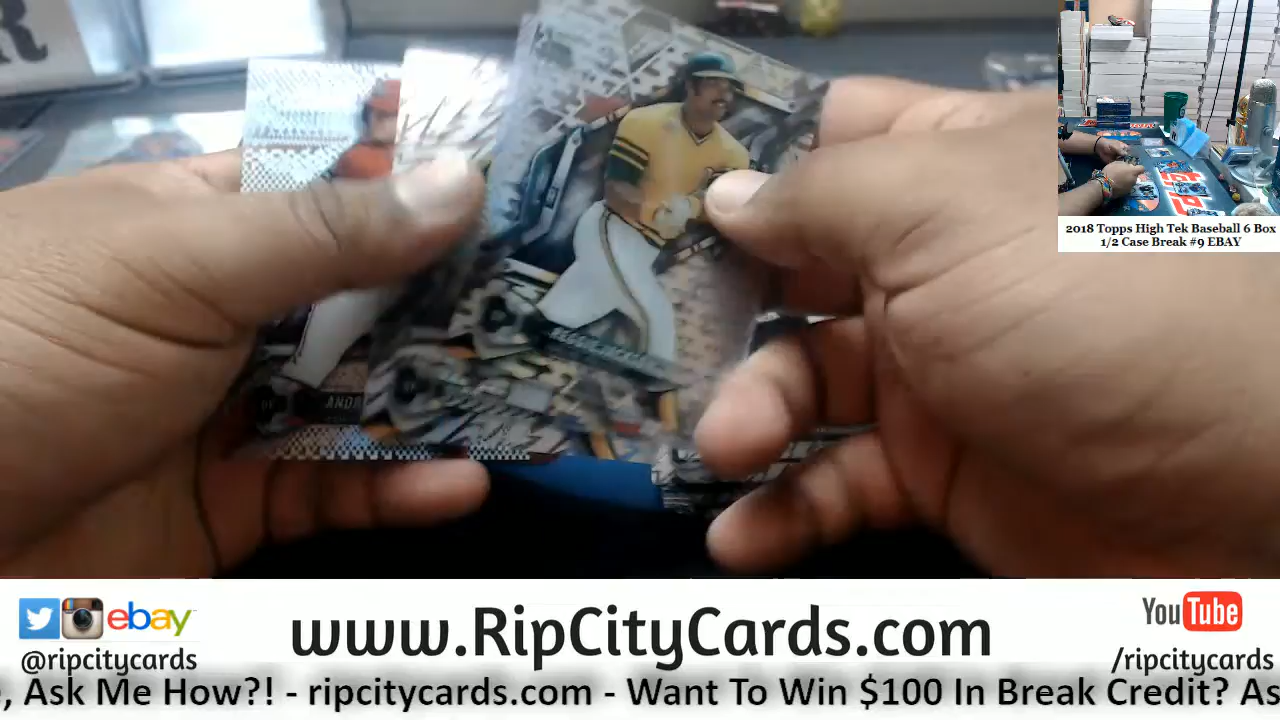 R
ANDR
2018 Topps High Tek Baseball 6 Box
1/2 Case Break #9 EBAY
ebay
www.RipCityCards.com
YouTube
@ripcitycards
/ripcitycards
, Ask Me How?! - ripcitycards.com - Want To Win $100 In Break Credit? As